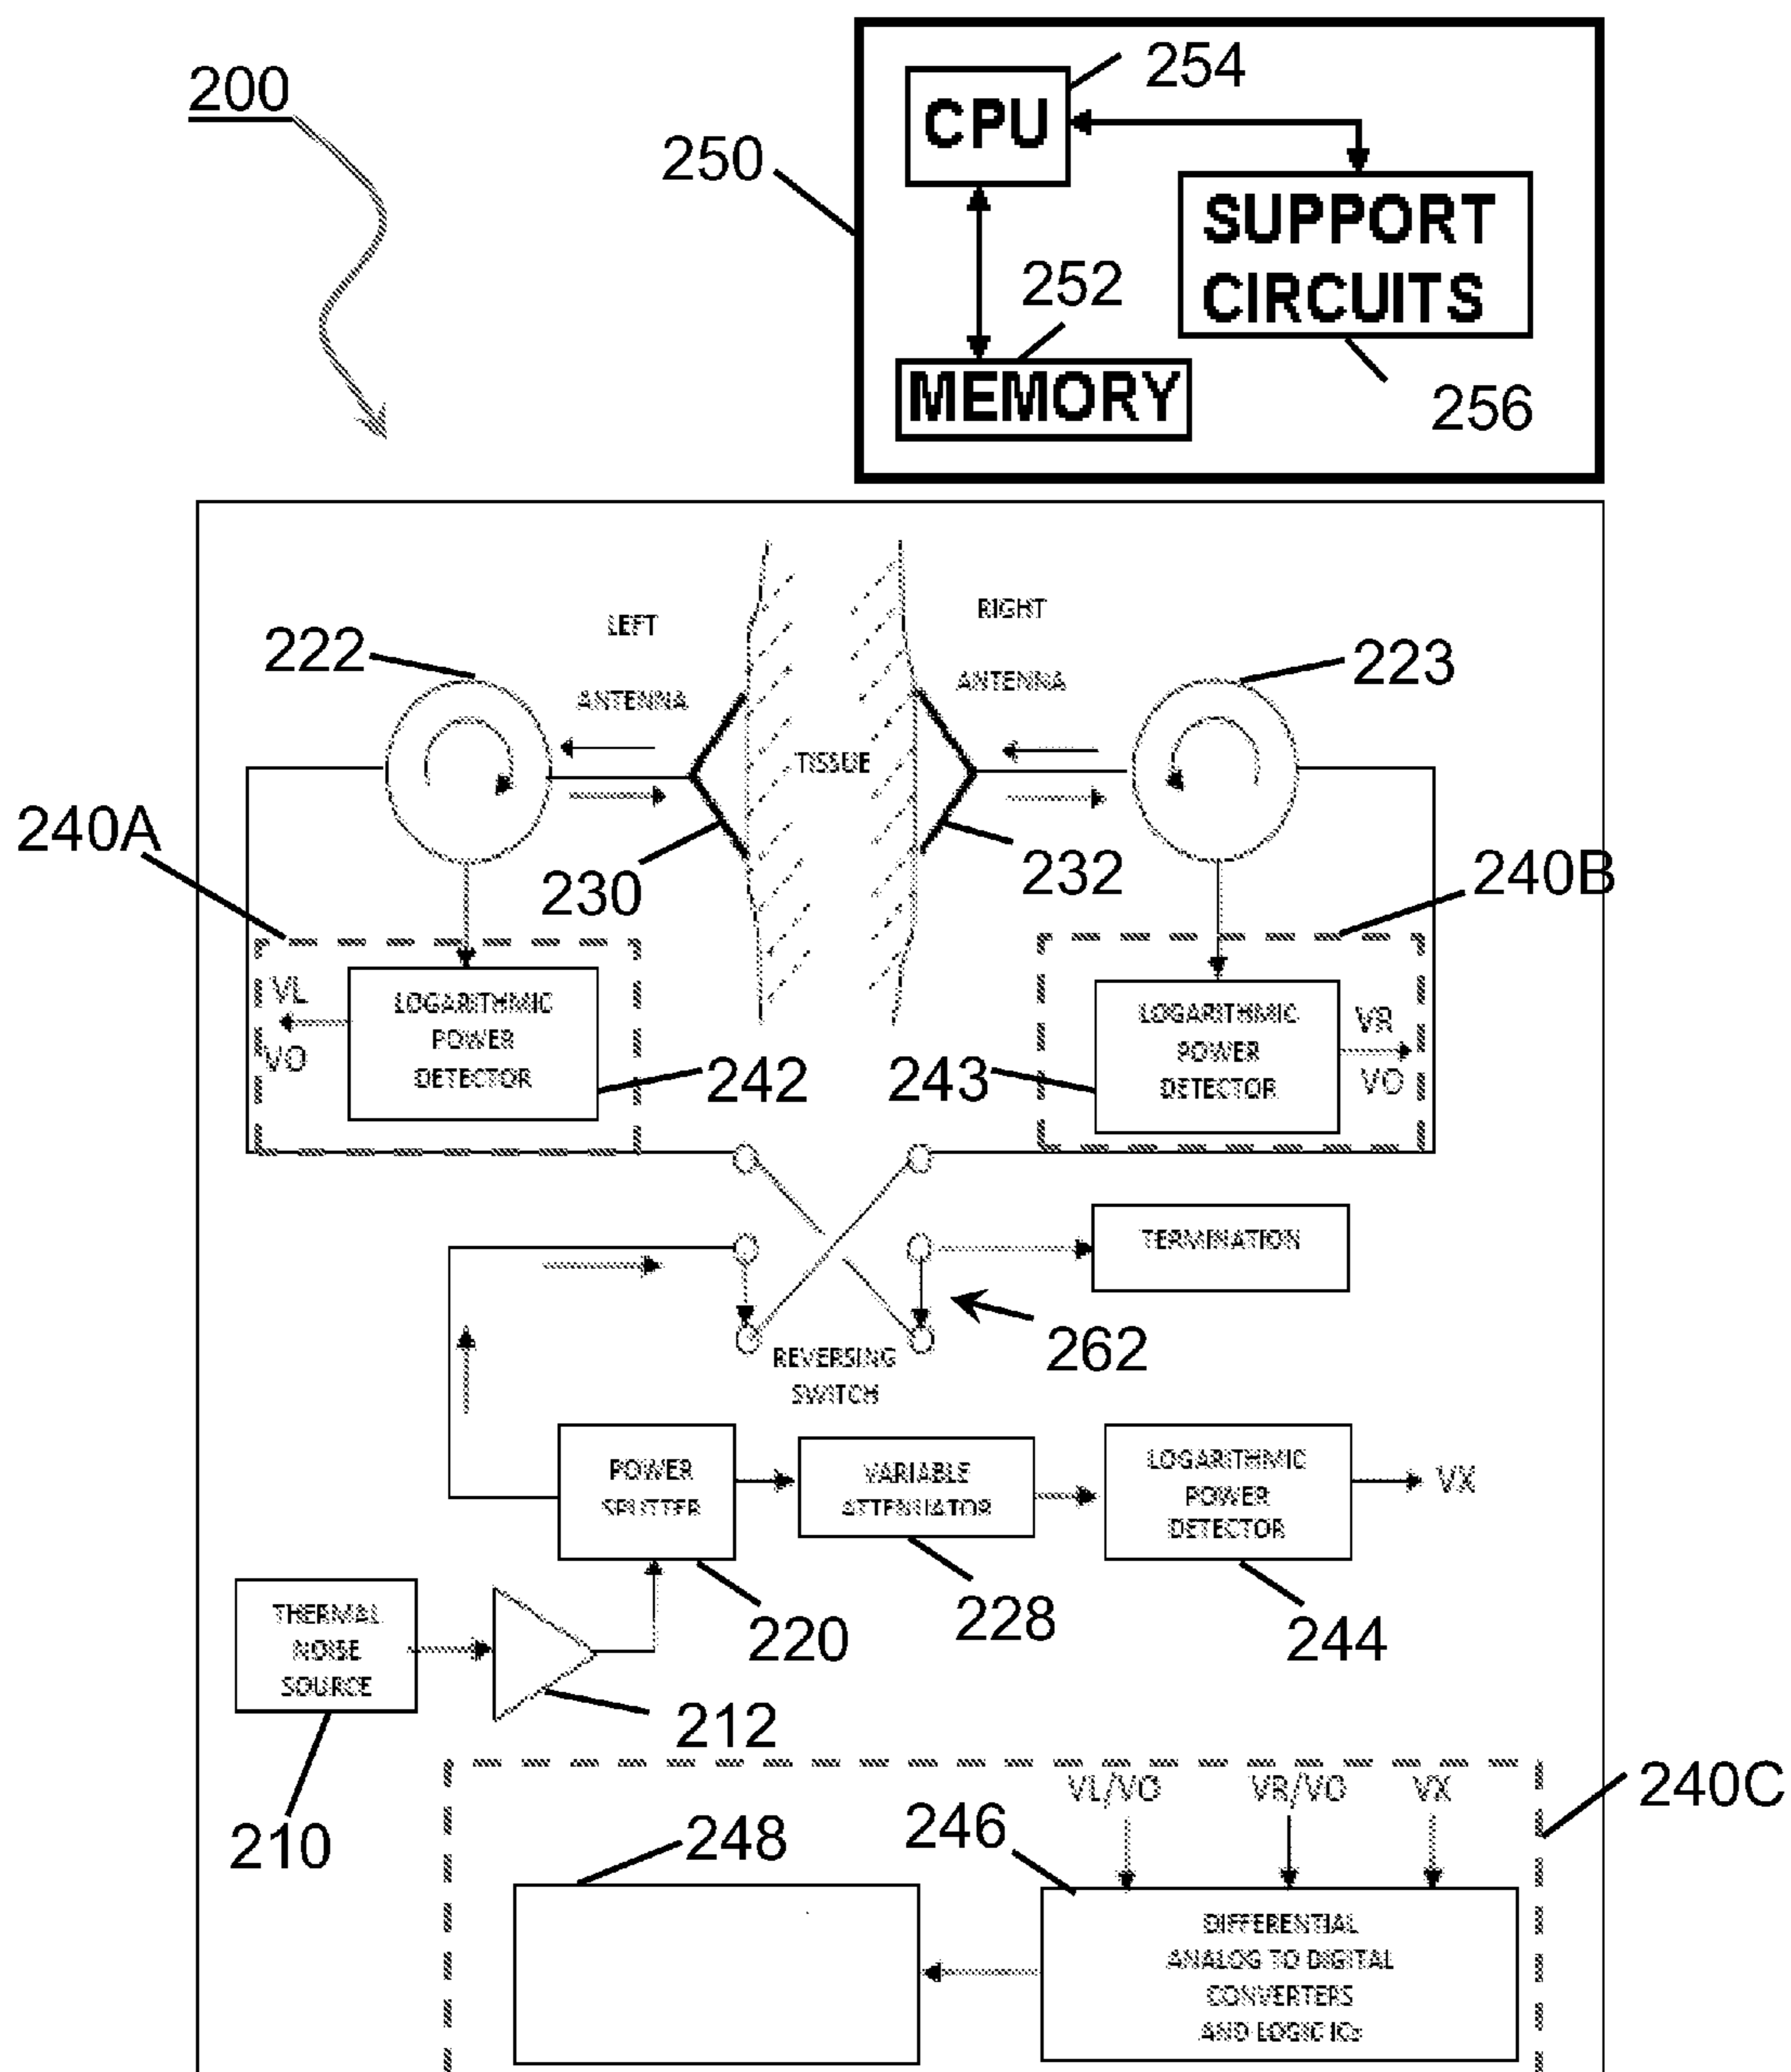 200
254
CPU
250
SUPPORT
CIRCUITS
252
MEMORY
256
LEFT
ANTENNA
RIGHT
ANTENNA
222
223
TISSUE
240A
230
232
240B
VL
VO
LOGARITHMIC
POWER
DETECTOR
242
243
LOGARITHMIC
POWER
DETECTOR
VR
VO
TERMINATION
262
REVERSING
SWITCH
POWER
SPLITTER
VARIABLE
ATTENUATOR
LOGARITHMIC
POWER
DETECTOR
VX
220
228
244
THERMAL
NOISE
SOURCE
212
210
240C
VL/VO
VR/VO
VX
248
246
DIFFERENTIAL
ANALOG TO DIGITAL
CONVERTERS
AND LOGIC ICs